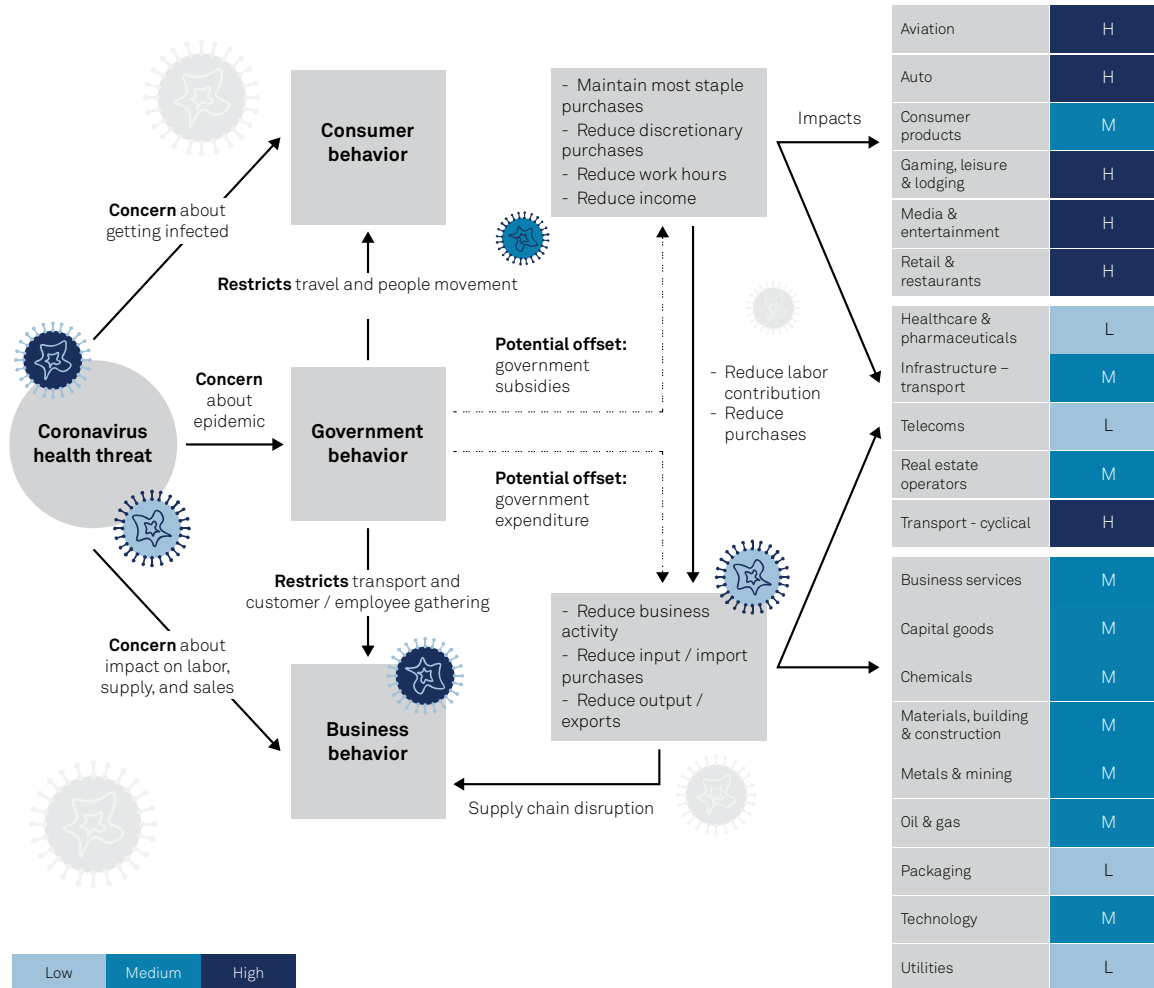 Consumer
behavior
Concern about
getting infected
Restricts travel and people movement
Coronavirus
health threat
Concern
about
epidemic
Government
behavior
Potential offset:
government
subsidies
Potential offset:
government
expenditure
Restricts transport and
customer / employee gathering
Concern about
impact on labor,
supply, and sales
Business
behavior
- Maintain most staple
purchases
- Reduce discretionary
purchases
- Reduce work hours
- Reduce income
- Reduce labor
contribution
- Reduce
purchases
- Reduce business
activity
- Reduce input / import
purchases
- Reduce output /
exports
Supply chain disruption
Impacts
Aviation H
Auto H
Consumer
products M
Gaming, leisure
& lodging H
Media &
entertainment H
Retail &
restaurants H
Healthcare &
pharmaceuticals L
Infrastructure –
transport M
Telecoms L
Real estate
operators M
Transport - cyclical H
Business services M
Capital goods M
Chemicals M
Materials, building
& construction M
Metals & mining M
Oil & gas M
Packaging L
Technology M
Utilities L
Low Medium High